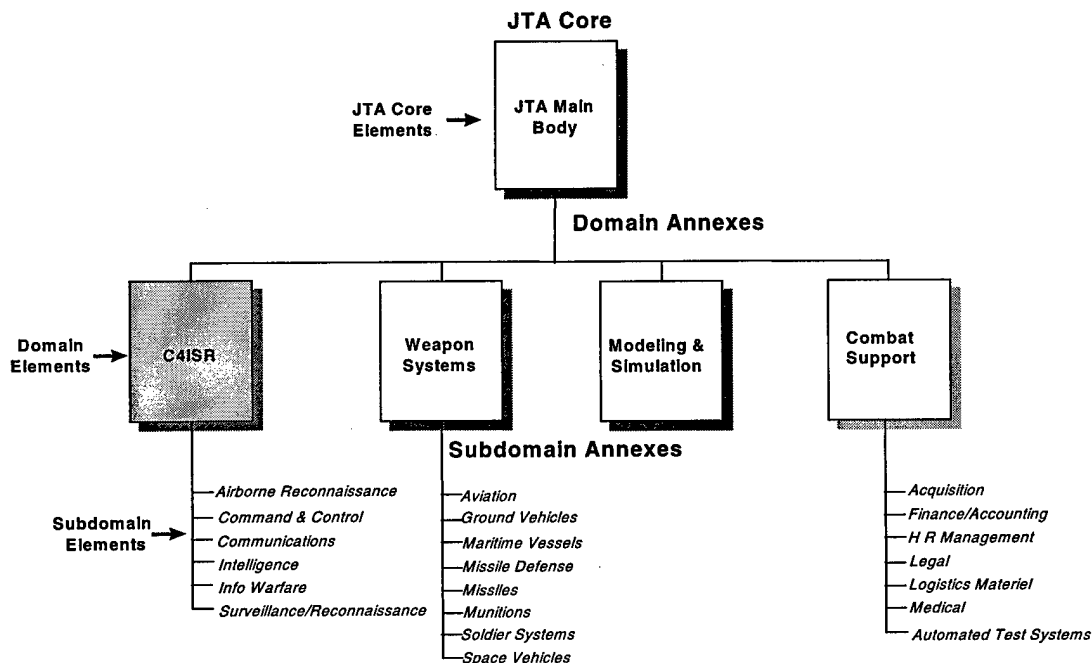 JTA Core
JTA Main
Body
JTA Core
Elements
Domain Annexes
Domain
Elements
C4ISR
Weapon
Systems
Modeling &
Simulation
Combat
Support
Subdomain Annexes
Subdomain
Elements
Airborne Reconnaissance
Command & Control
Communications
Intelligence
Info Warfare
Surveillance/Reconnaissance
Aviation
Ground Vehicles
Maritime Vessels
Missile Defense
Missiles
Munitions
Soldier Systems
Space Vehicles
Acquisition
Finance/Accounting
H R Management
Legal
Logistics Materiel
Medical
Automated Test Systems